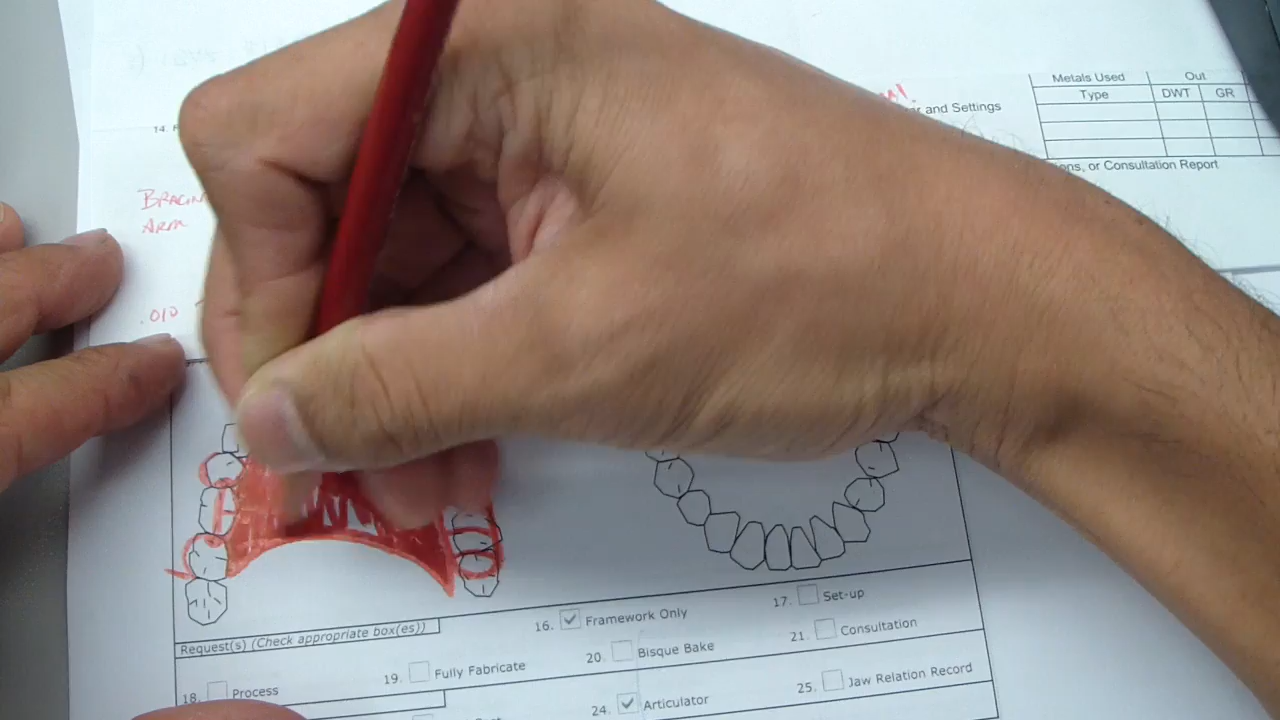 Metals Used
Out
Type
DWT
GR
and Settings
14.
ons, or Consultation Report
BRACIN
ARM
.010
Request(s) (Check appropriate box(es))
16. Framework Only
17. Set-up
18. Process
19. Fully Fabricate
20. Bisque Bake
21. Consultation
24. Articulator
25. Jaw Relation Record